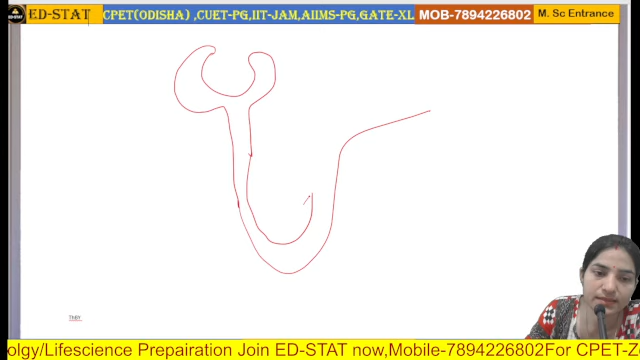 ED-STAT
CPET(ODISHA) ,CUET-PG,IIT-JAM,AIIMS-PG,GATE-XL
MOB-7894226802
M. Sc Entrance
ology/Lifescience Prepairation Join ED-STAT now,Mobile-7894226802For CPET-Z